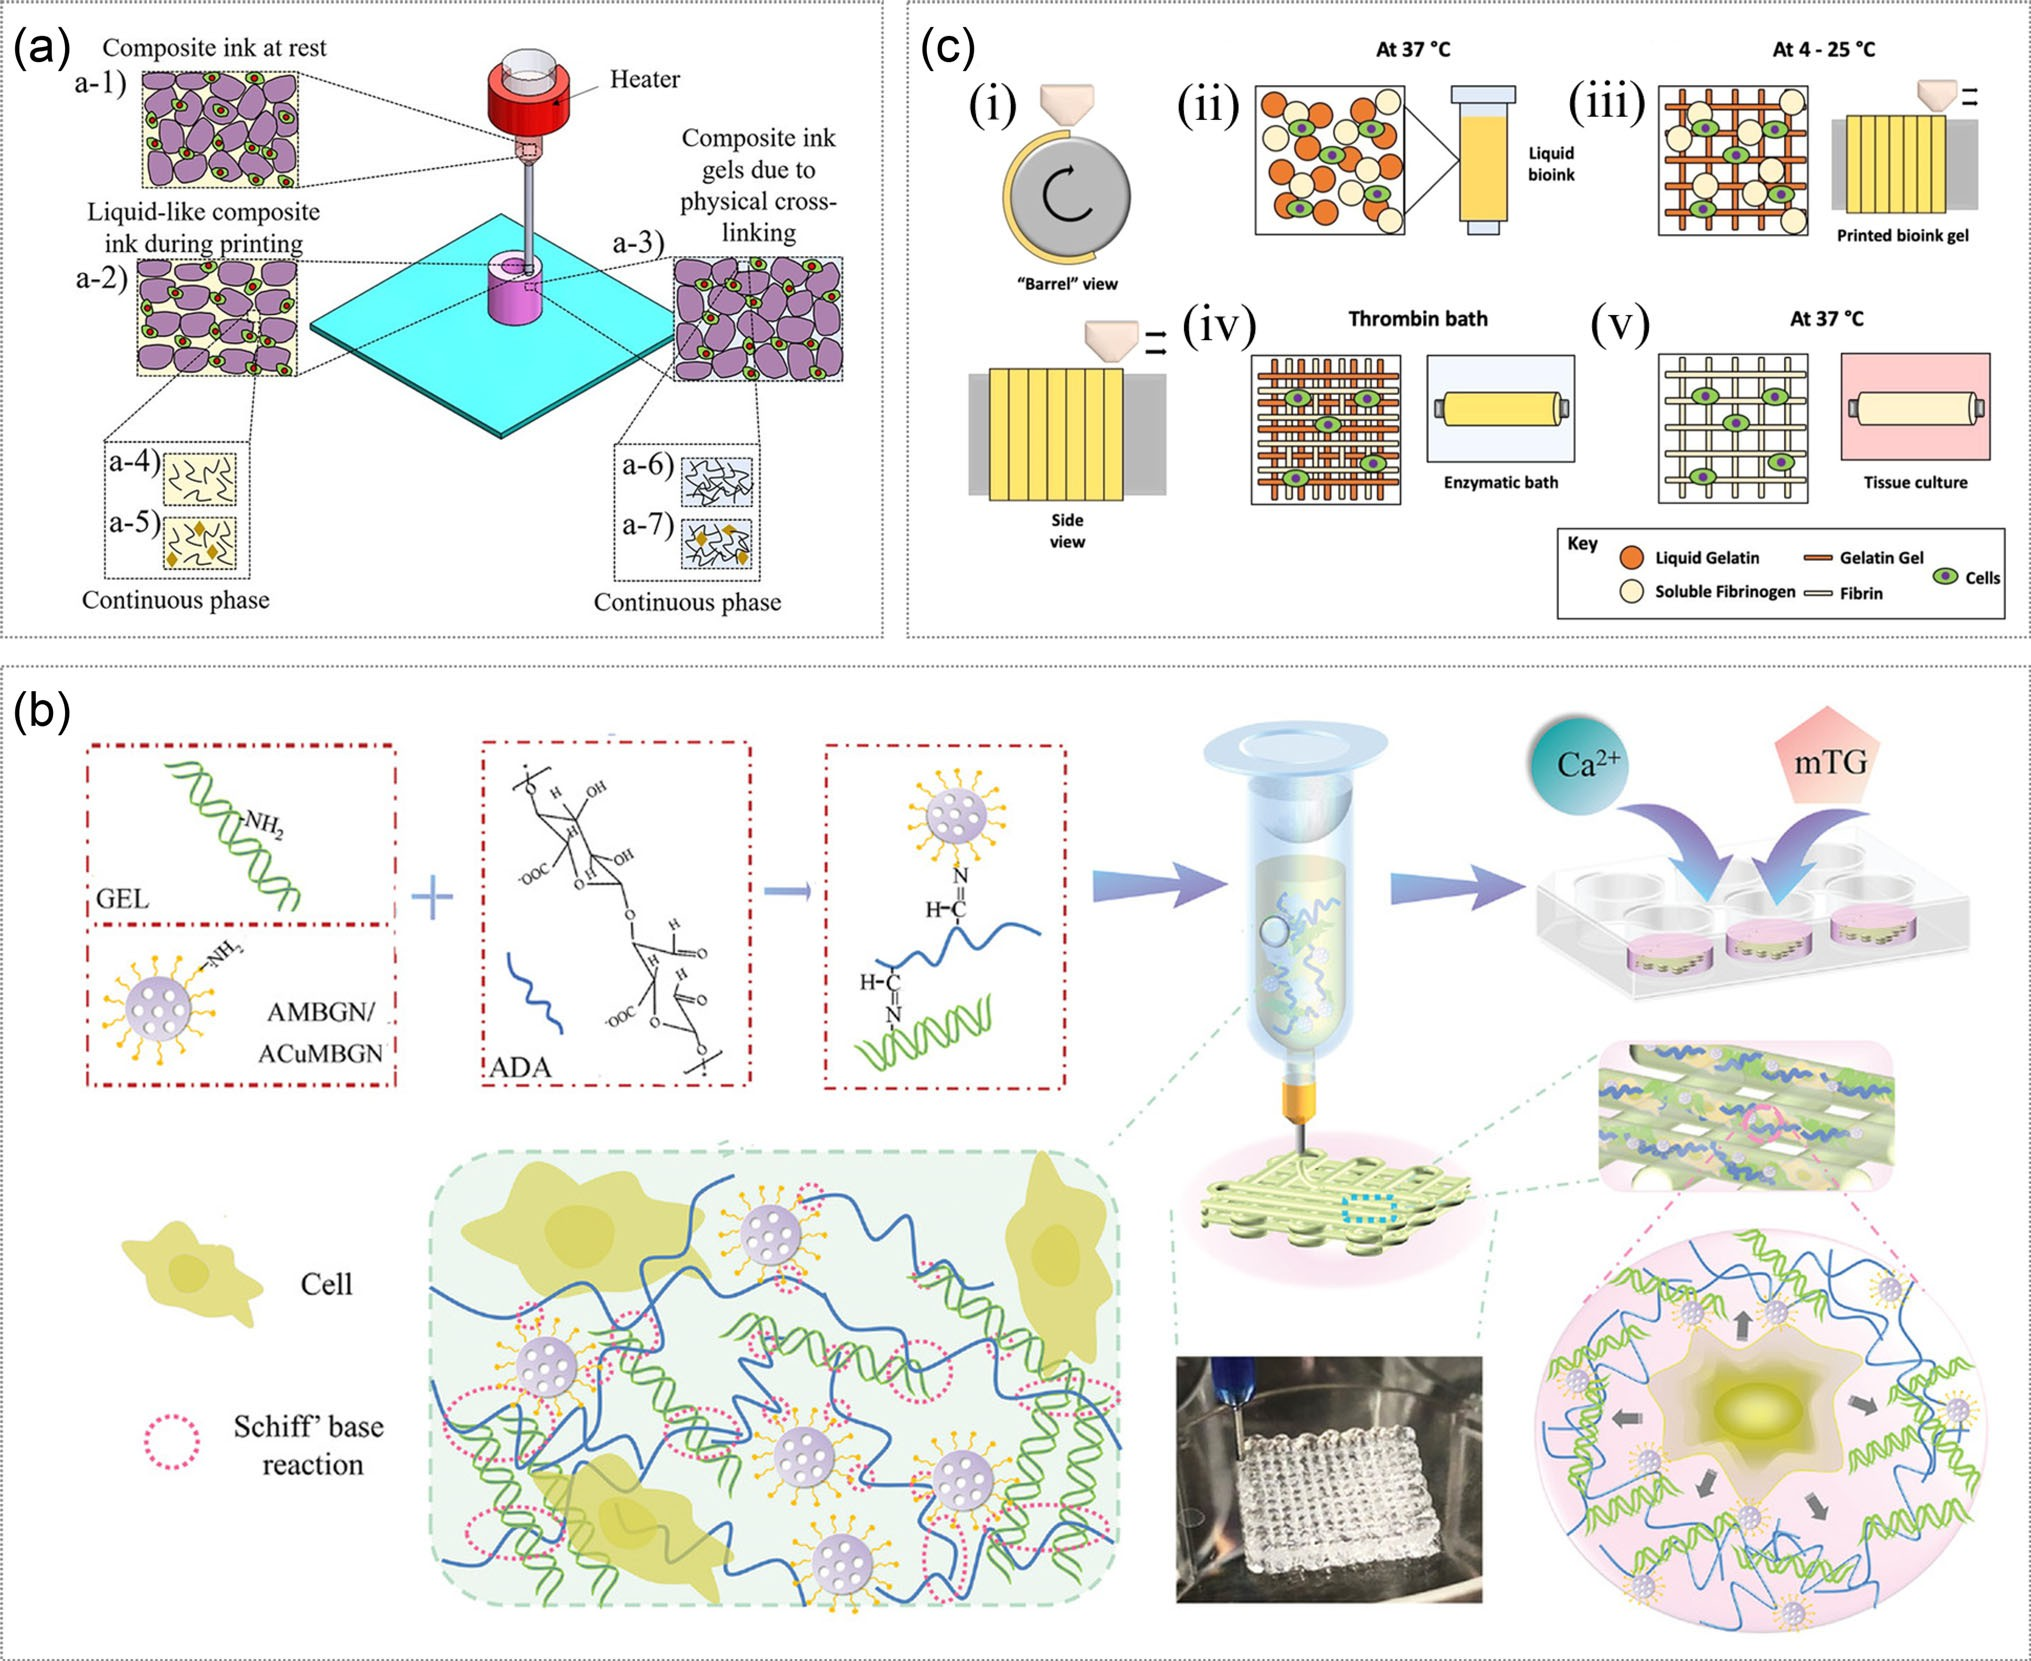 (a)
Composite ink at rest
a-1)
Heater
Composite ink
gels due to
physical cross-
linking
Liquid-like composite
ink during printing
a-2)
a-3)
a-4)
a-5)
Continuous phase
a-6)
a-7)
Continuous phase
(c)
(i)
"Barrel" view
Side
view
At 37 °C
(ii)
Liquid
bioink
At 4 - 25 °C
(iii)
Printed bioink gel
(iv)
Thrombin bath
Enzymatic bath
(v)
At 37 °C
Tissue culture
Key
Liquid Gelatin
Gelatin Gel
Cells
Soluble Fibrinogen
Fibrin
(b)
-NH2
GEL
-NH2
AMBGN/
ACuMBGN
+
O
H
OH
H
OH
H
-OOC
O
O
H
O
H
H
O
-OOC
O
O
ADA
N
H-C
H-C
N
Ca2+
mTG
Cell
Schiff' base
reaction